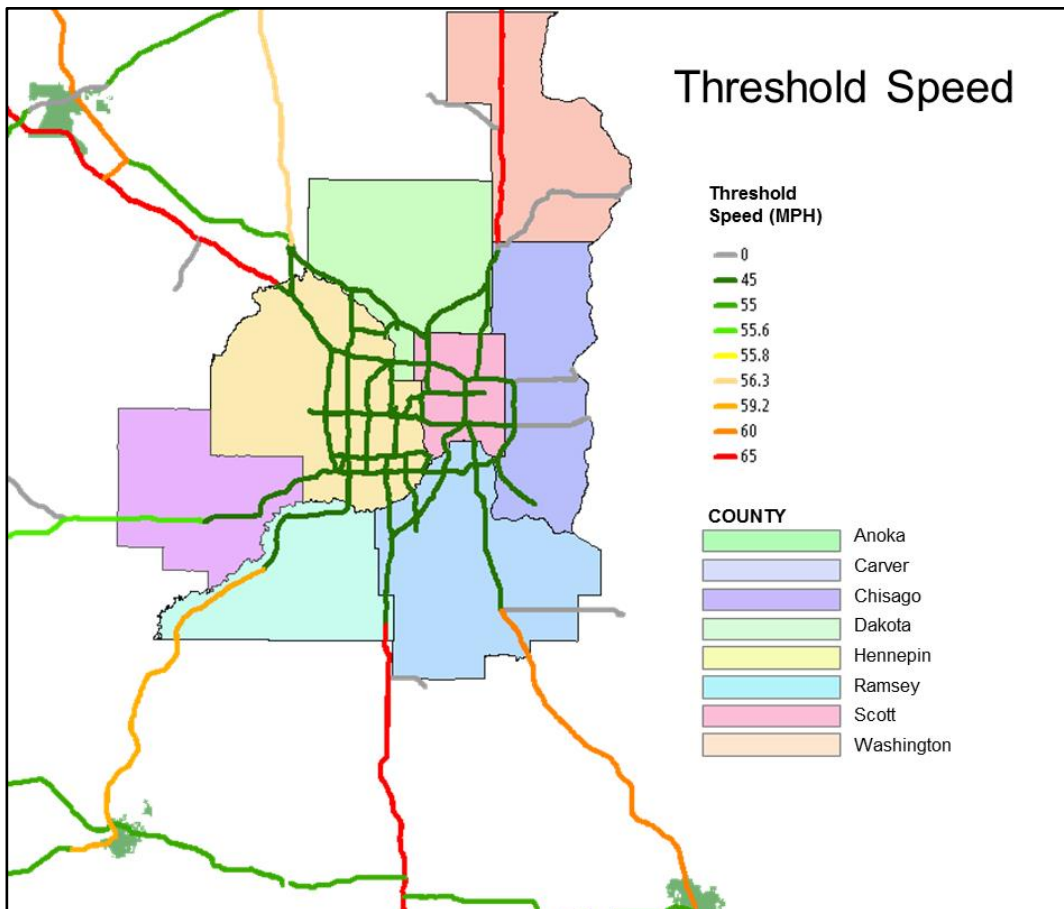 Threshold Speed
Threshold
Speed (MPH)
0
45
55
55.6
55.8
56.3
59.2
60
65
COUNTY
Anoka
Carver
Chisago
Dakota
Hennepin
Ramsey
Scott
Washington